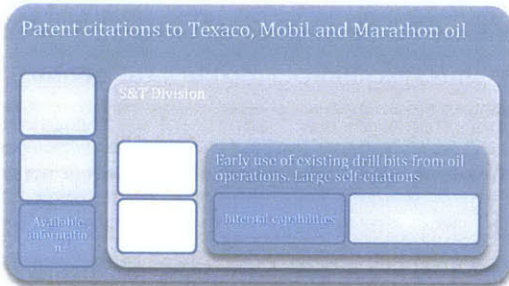 Patent citations to Texaco, Mobil and Marathon oil
S&T Division
Early use of existing drill bits from oil
operations. Large self-citations
Internal capabilities
Available
informatio
n